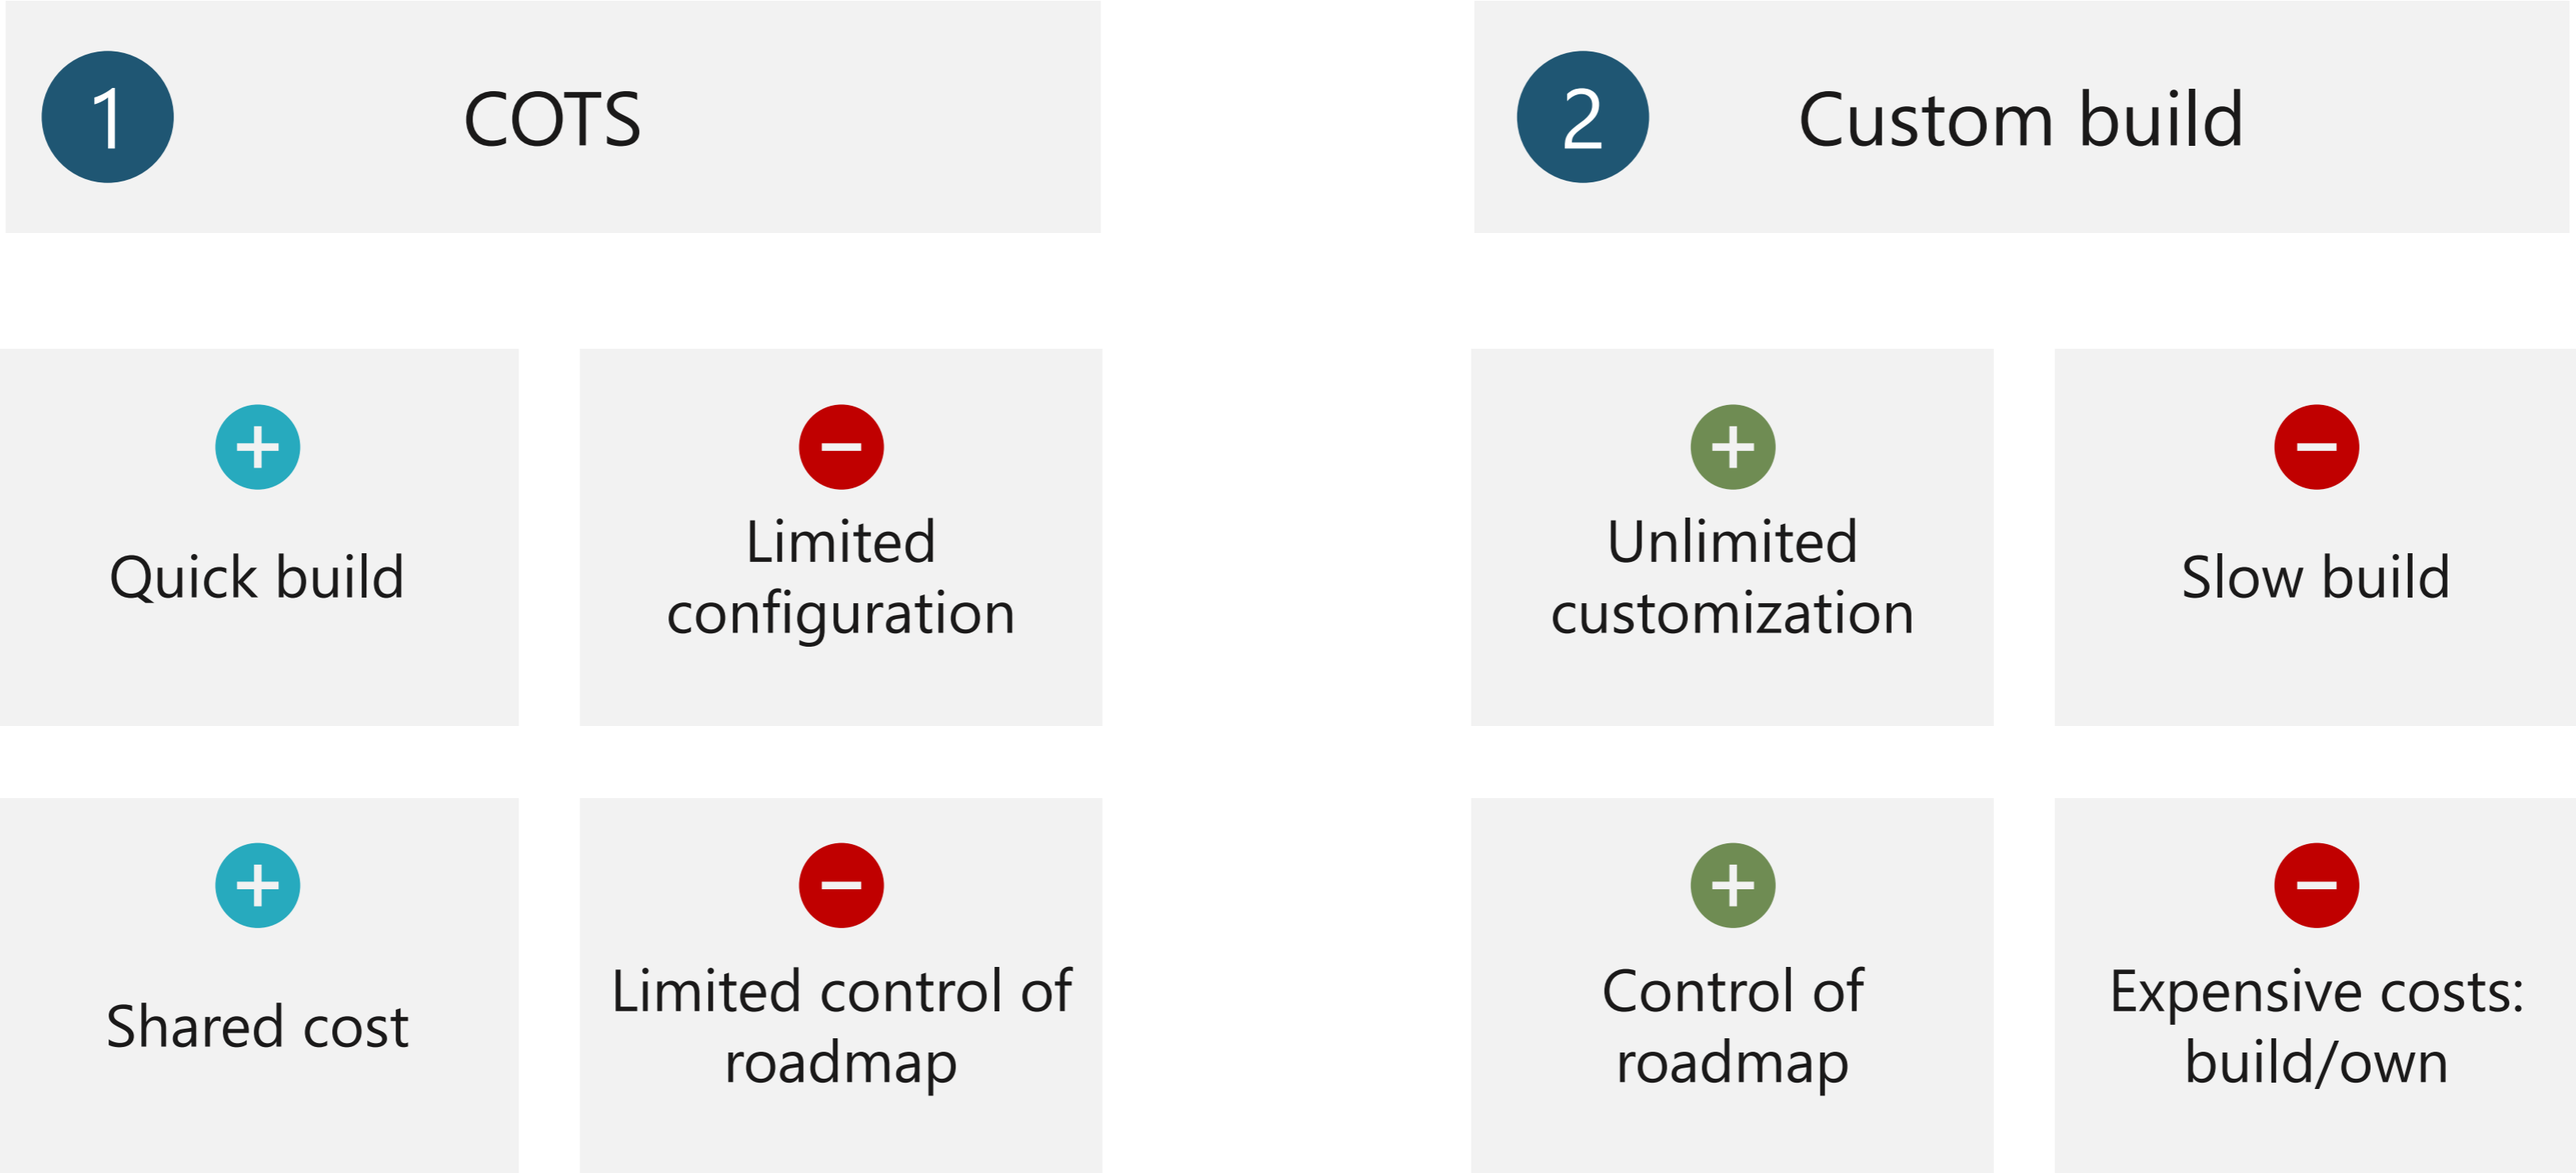 1
COTS
2
Custom build
+
Quick build
−
Limited
configuration
+
Shared cost
−
Limited control of
roadmap
+
Unlimited
customization
−
Slow build
+
Control of
roadmap
−
Expensive costs:
build/own